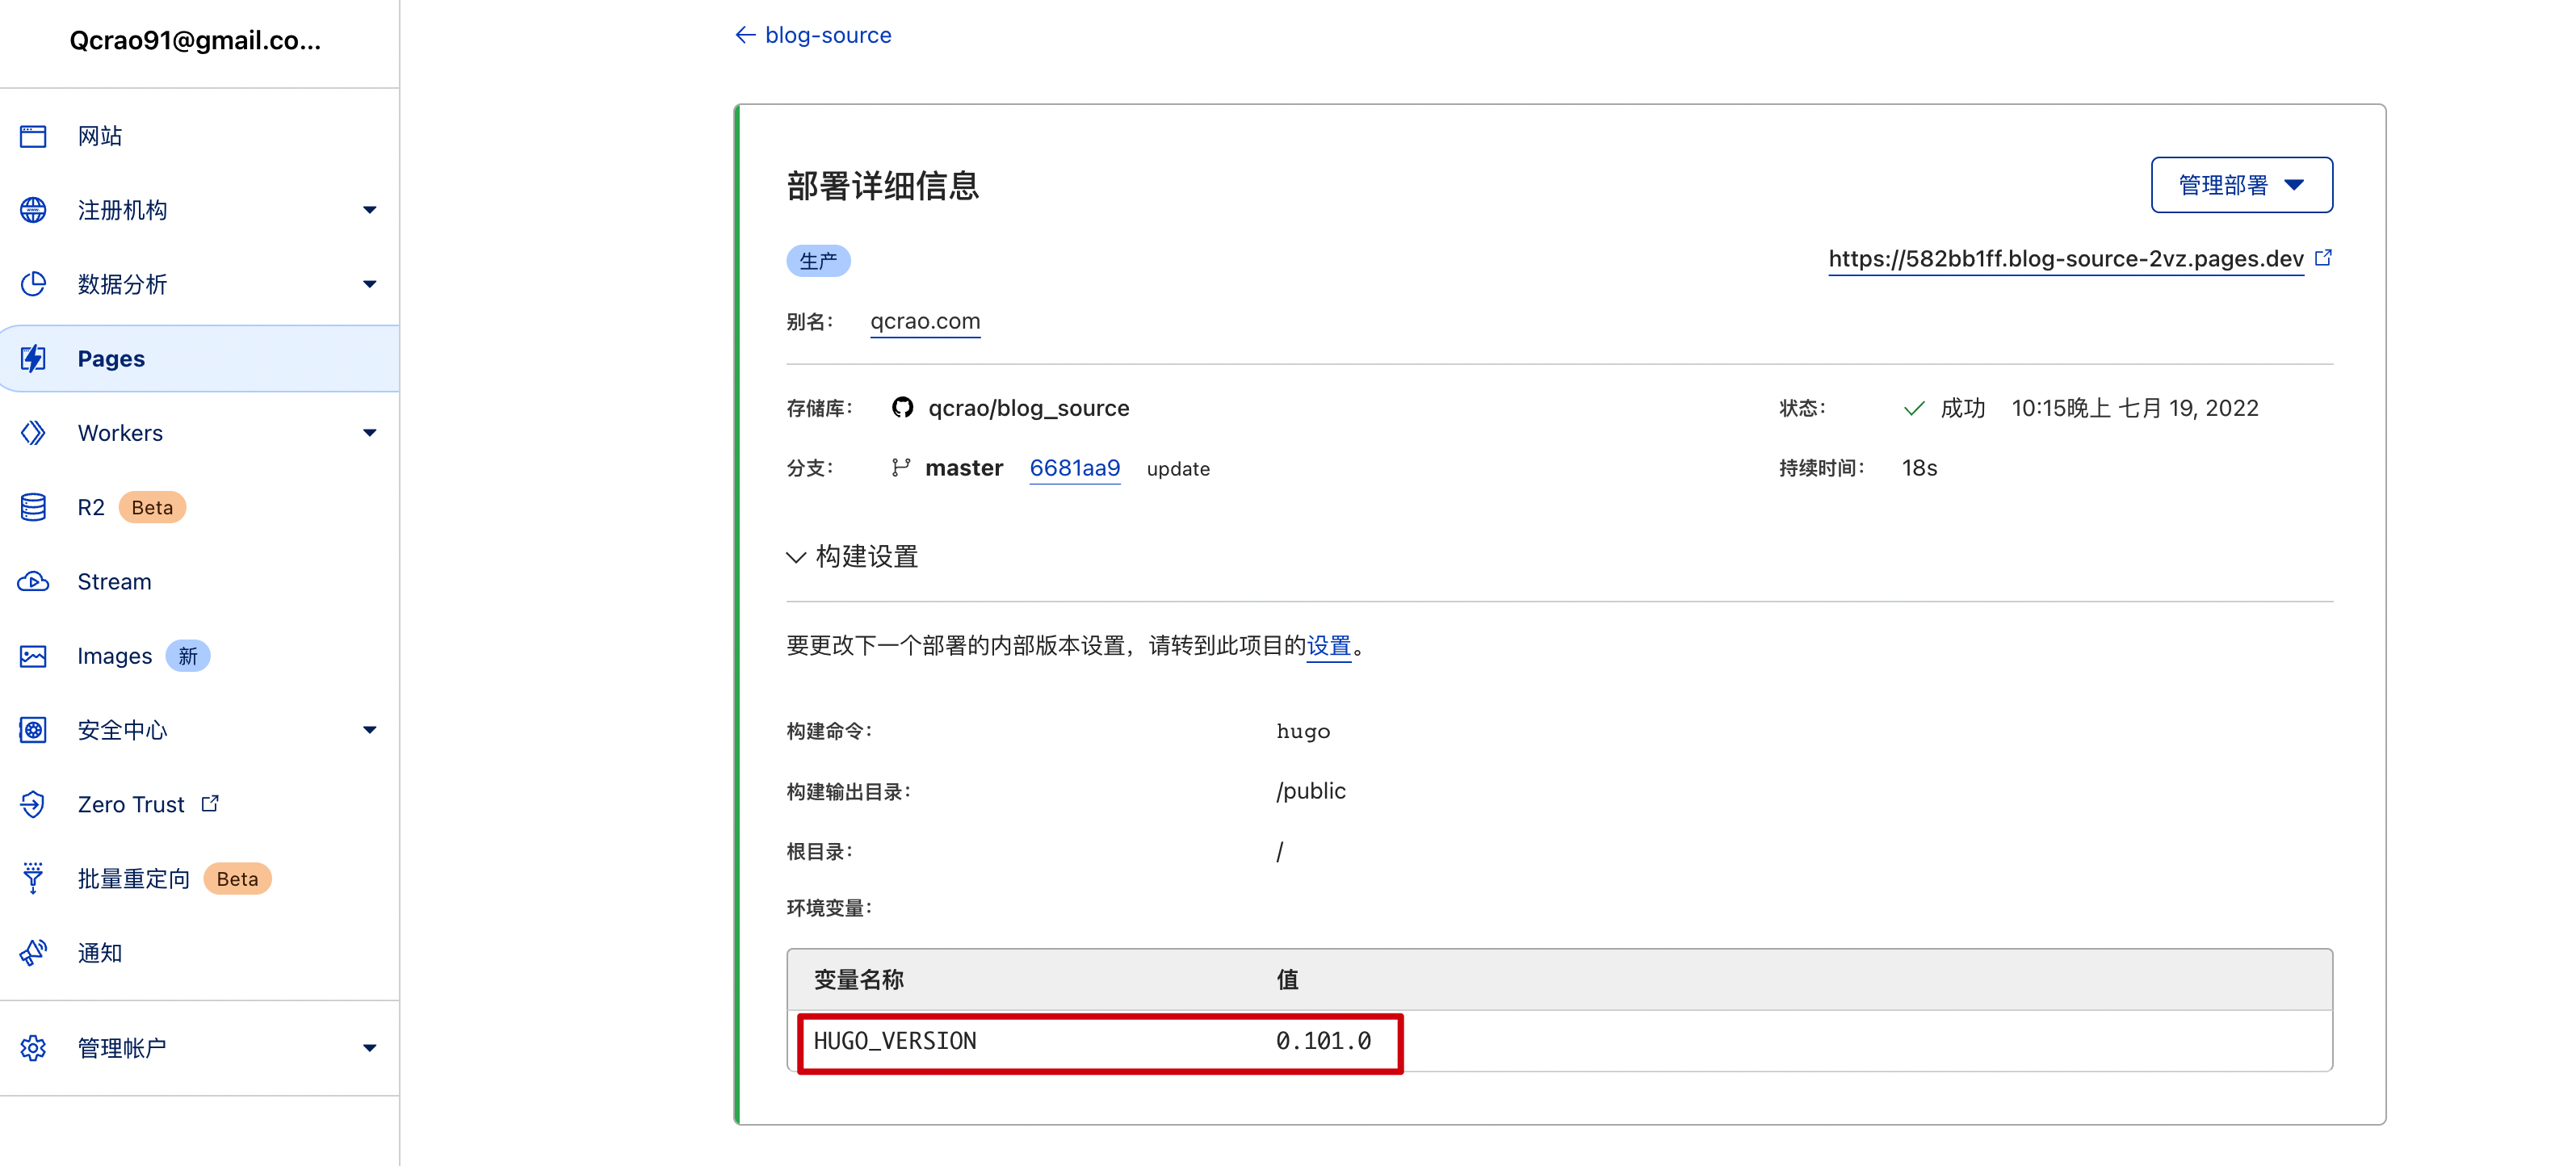 Qcrao91@gmail.co...
网站
注册机构
数据分析
Pages
Workers
R2 Beta
Stream
Images 新
安全中心
Zero Trust
批量重定向 Beta
通知
管理帐户
← blog-source
部署详细信息
管理部署
生产
https://582bb1ff.blog-source-2vz.pages.dev
别名： qcrao.com
存储库： qcrao/blog_source
状态： 成功 10:15晚上 七月 19, 2022
分支： master 6681aa9 update
持续时间： 18s
构建设置
要更改下一个部署的内部版本设置，请转到此项目的设置。
构建命令： hugo
构建输出目录： /public
根目录： /
环境变量：
变量名称 值
HUGO_VERSION 0.101.0